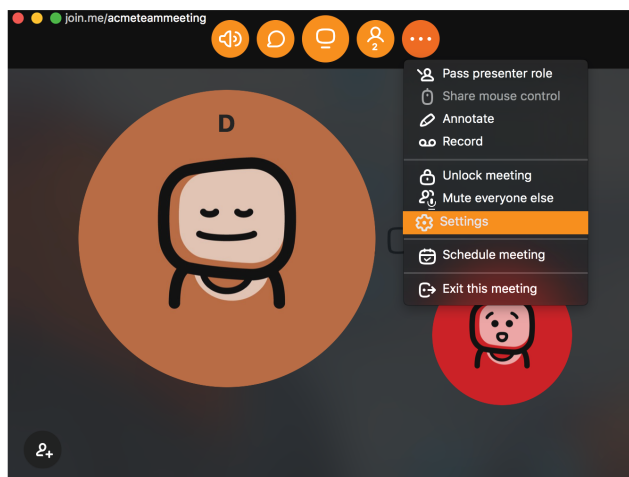 join.me/acmeteammeeting
2
D
Pass presenter role
Share mouse control
Annotate
Record
Unlock meeting
Mute everyone else
Settings
Schedule meeting
Exit this meeting